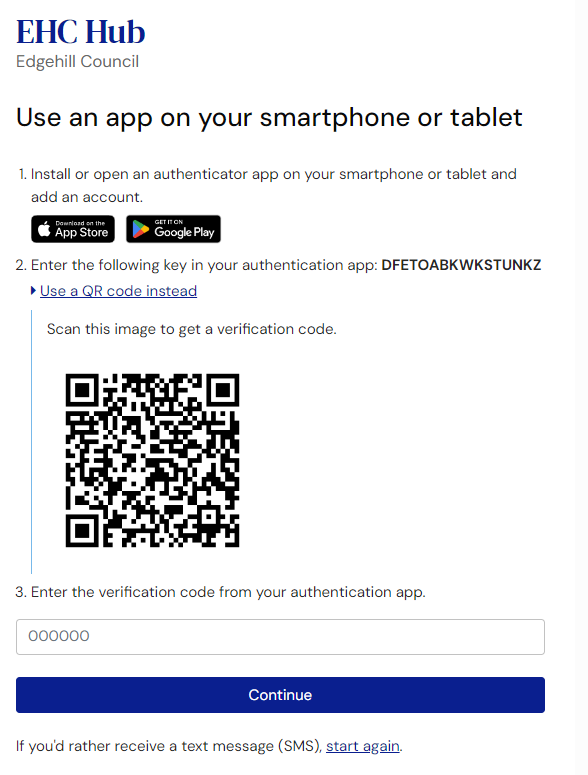 EHC Hub
Edgehill Council
Use an app on your smartphone or tablet
1. Install or open an authenticator app on your smartphone or tablet and
add an account.
Download on the
App Store
GET IT ON
Google Play
2. Enter the following key in your authentication app: DFETOABKWKSTUNKZ
Use a QR code instead
Scan this image to get a verification code.
3. Enter the verification code from your authentication app.
000000
Continue
If you'd rather receive a text message (SMS), start again.